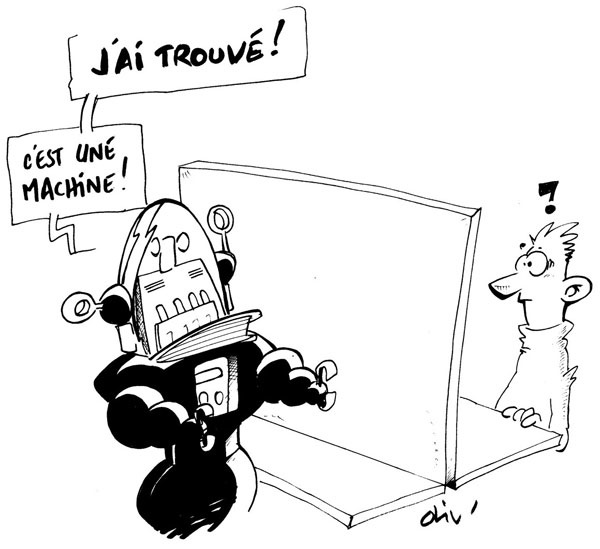 J'Ai TROUVÉ !
C'EST UNE
MACHiNE !
?
Oliv'